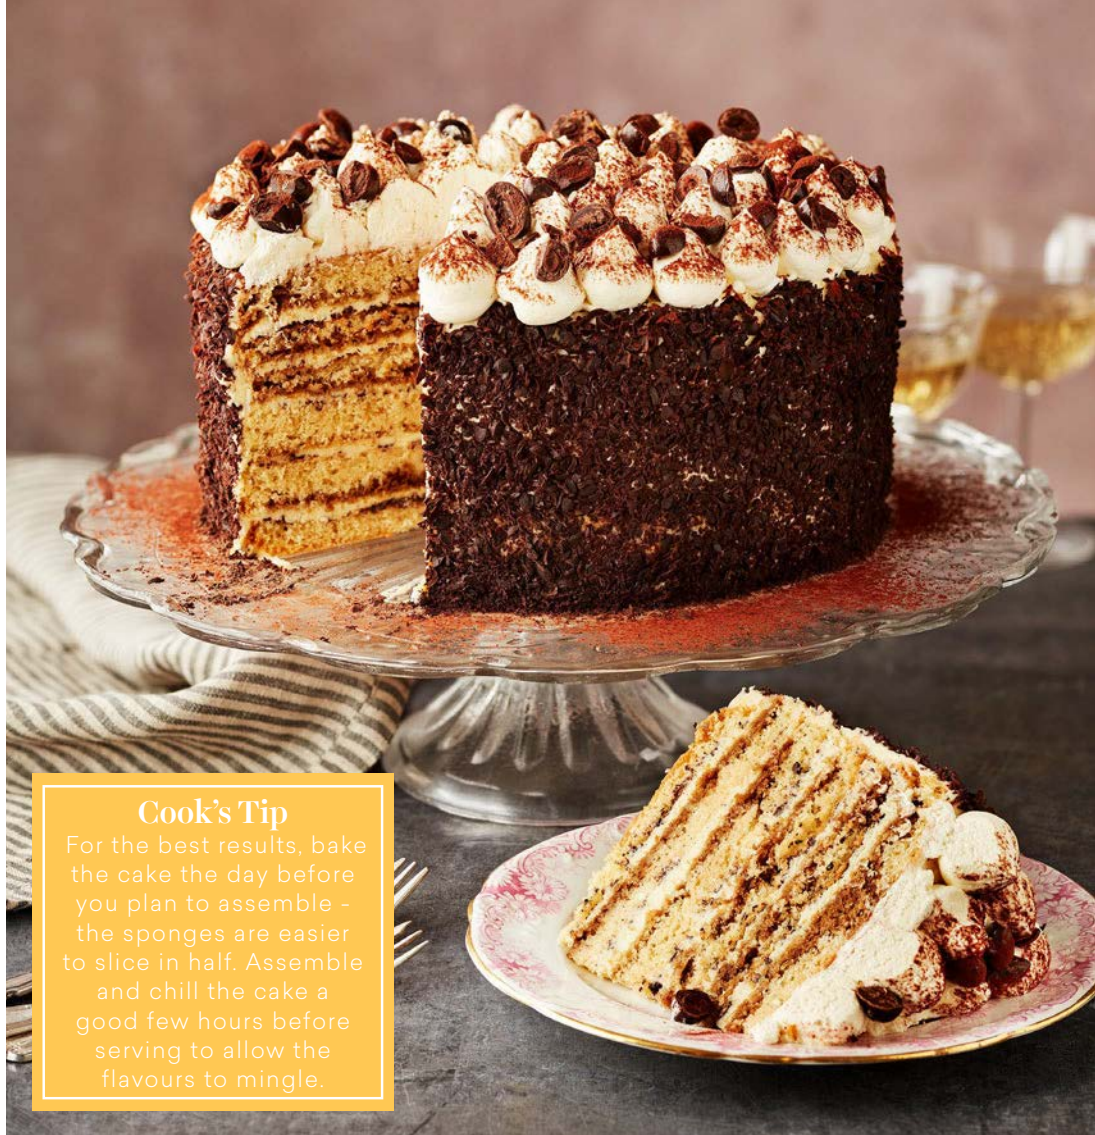 Cook's Tip
For the best results, bake
the cake the day before
you plan to assemble -
the sponges are easier
to slice in half. Assemble
and chill the cake a
good few hours before
serving to allow the
flavours to mingle.